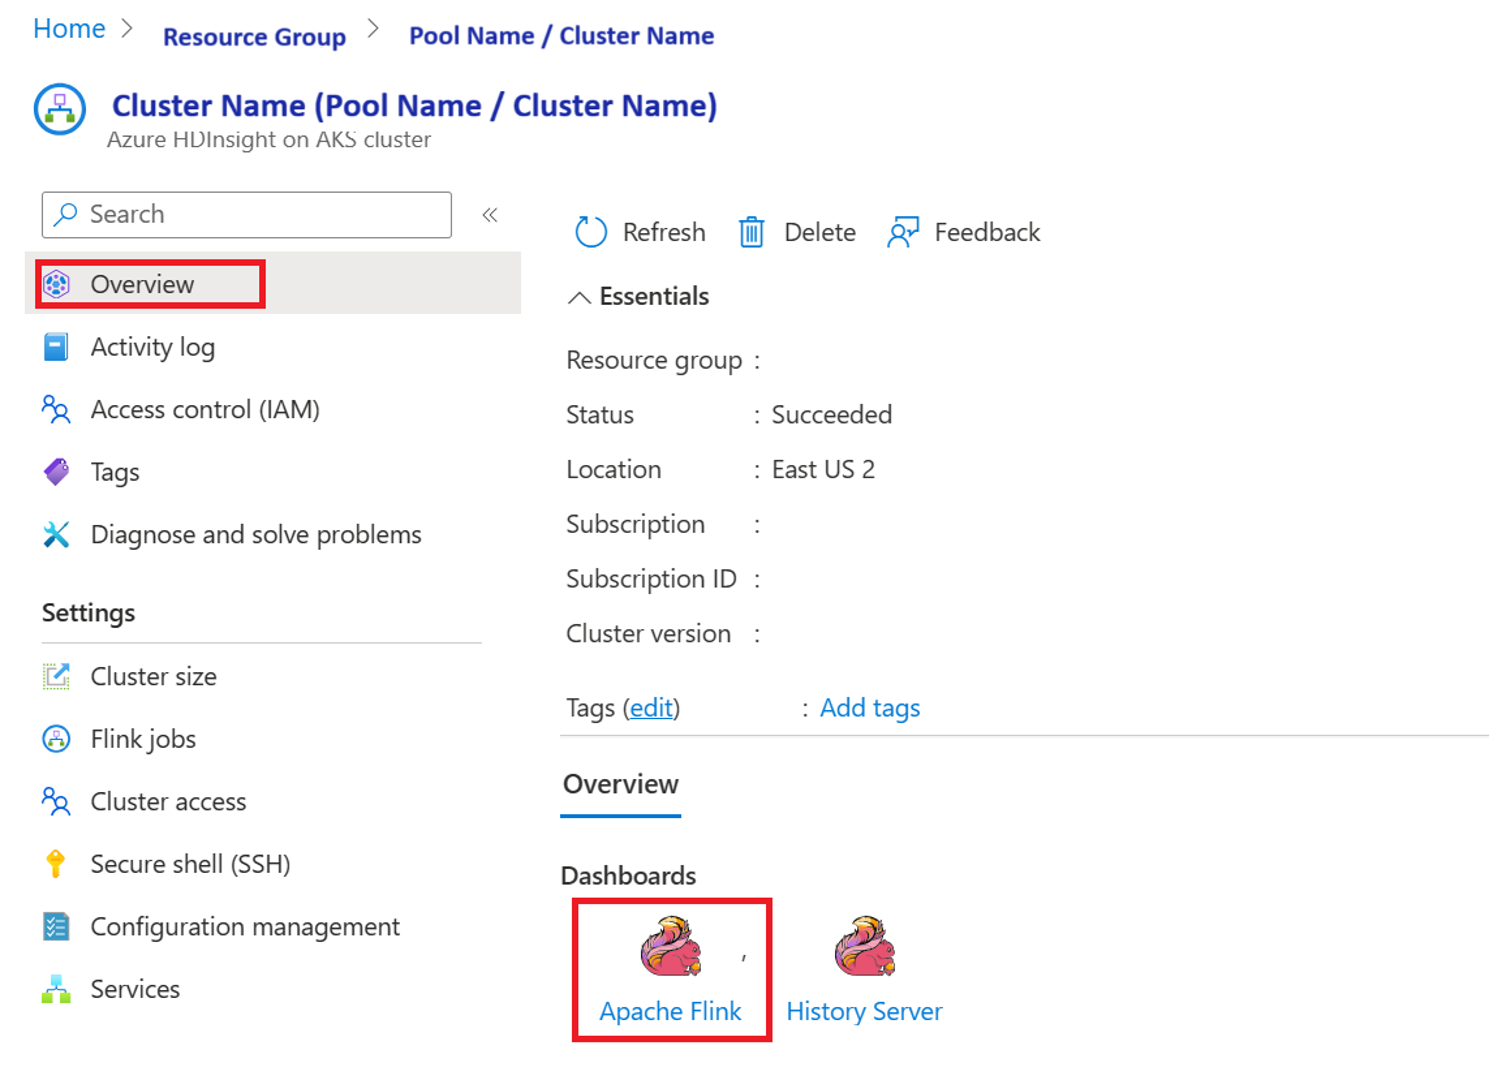 Home > Resource Group > Pool Name / Cluster Name
Cluster Name (Pool Name / Cluster Name)
Azure HDInsight on AKS cluster
Search «
Overview
Activity log
Access control (IAM)
Tags
Diagnose and solve problems
Settings
Cluster size
Flink jobs
Cluster access
Secure shell (SSH)
Configuration management
Services
Refresh Delete Feedback
Essentials
Resource group :
Status : Succeeded
Location : East US 2
Subscription :
Subscription ID :
Cluster version :
Tags (edit) : Add tags
Overview
Dashboards
,
Apache Flink History Server